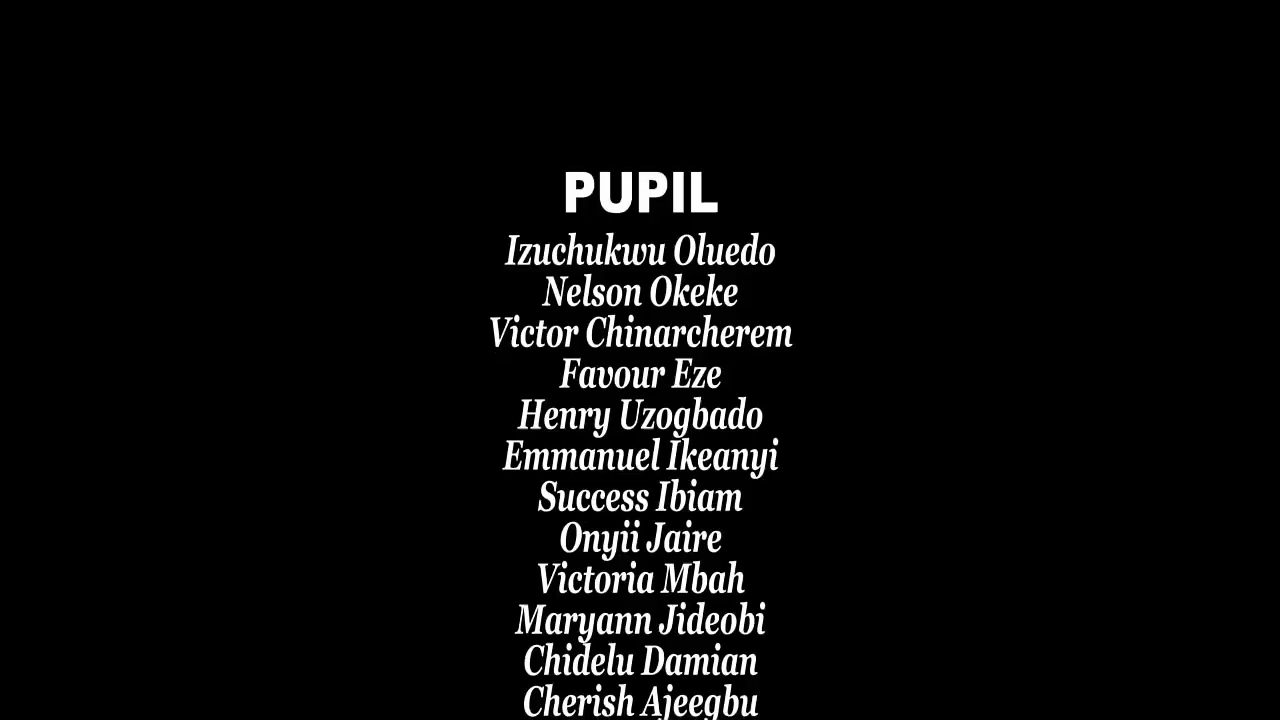 PUPIL
Izuchukwu Oluedo
Nelson Okeke
Victor Chinarcherem
Favour Eze
Henry Uzogbado
Emmanuel Ikeanyi
Success Ibiam
Onyii Jaire
Victoria Mbah
Maryann Jideobi
Chidelu Damian
Cherish Ajeegbu